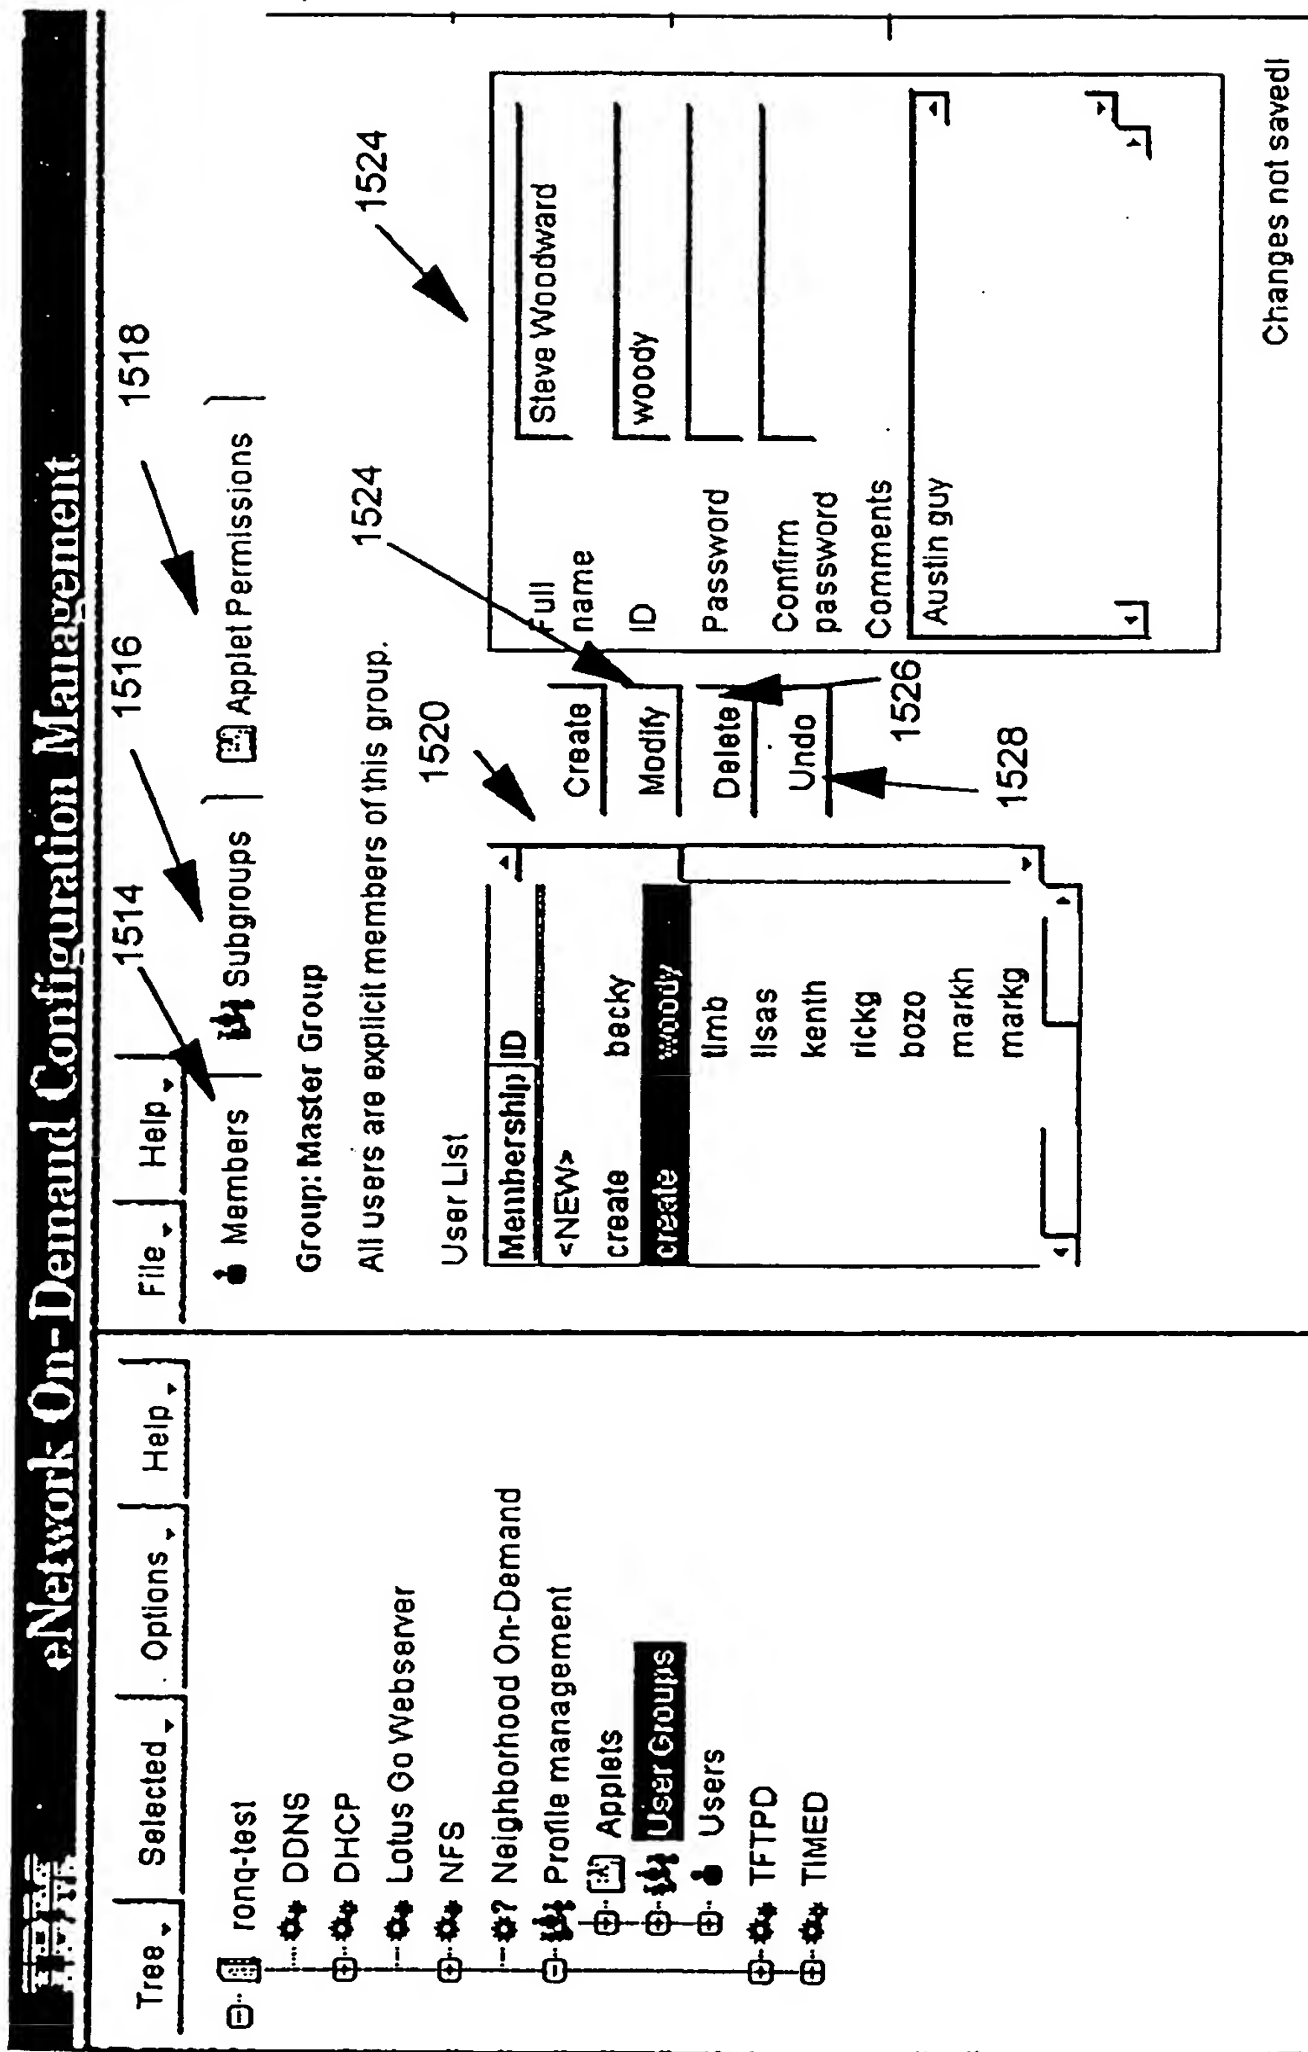 eNetwork On-Demand Configuration Management
Tree Selected Options Help
ronq-test
DDNS
DHCP
Lotus Go Webserver
NFS
? Neighborhood On-Demand
Profile management
Applets
User Groups
Users
TFTPD
TIMED
File Help
1514 1516 1518
Members Subgroups Applet Permissions
Group: Master Group
All users are explicit members of this group.
1524
1524
1520
User List
Membership ID
<NEW>
create becky
create woody
timb
lisas
kenth
rickg
bozo
markh
markg
Create
Modify
Delete
Undo
1526
1528
Full
name
Steve Woodward
ID woody
Password
Confirm
password
Comments
Austin guy
Changes not saved!